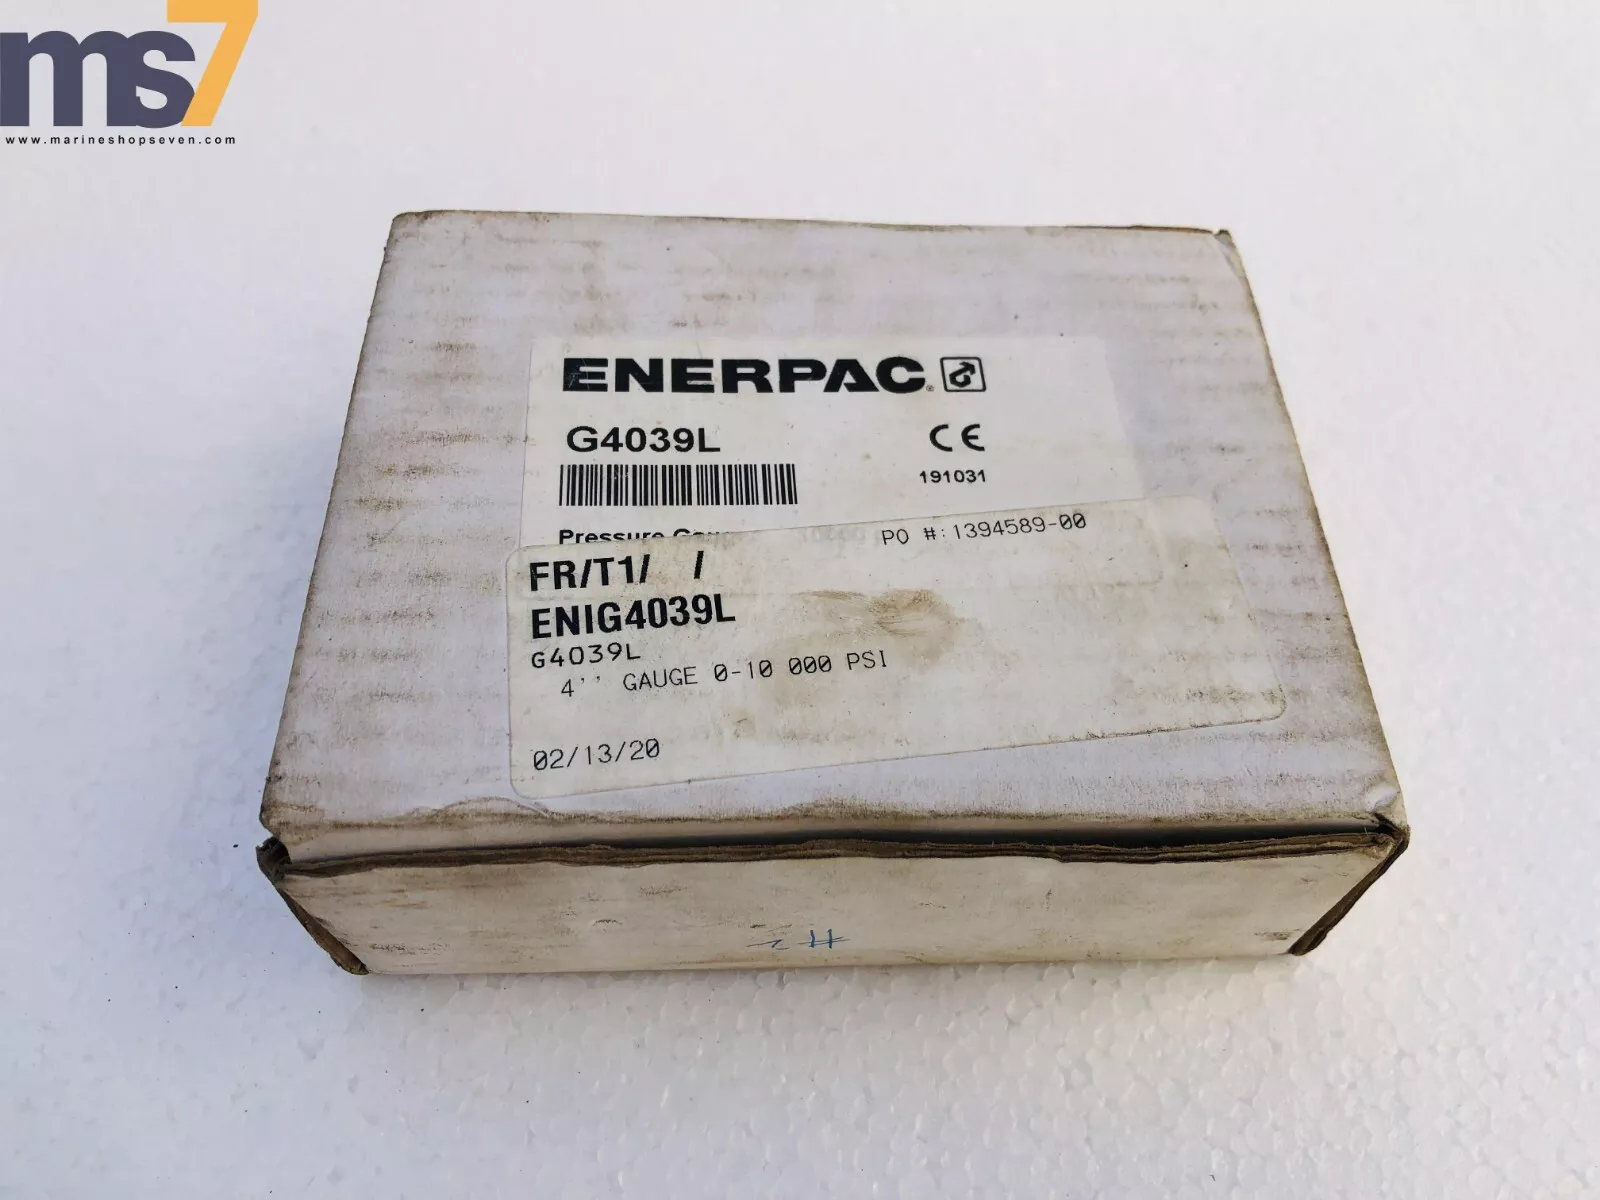 ms7
www.marineshopseven.com
ENERPAC®
G4039L CE
191031
Pressure
PO #:1394589-00
FR/T1/ /
ENIG4039L
G4039L
4'' GAUGE 0-10 000 PSI
02/13/20